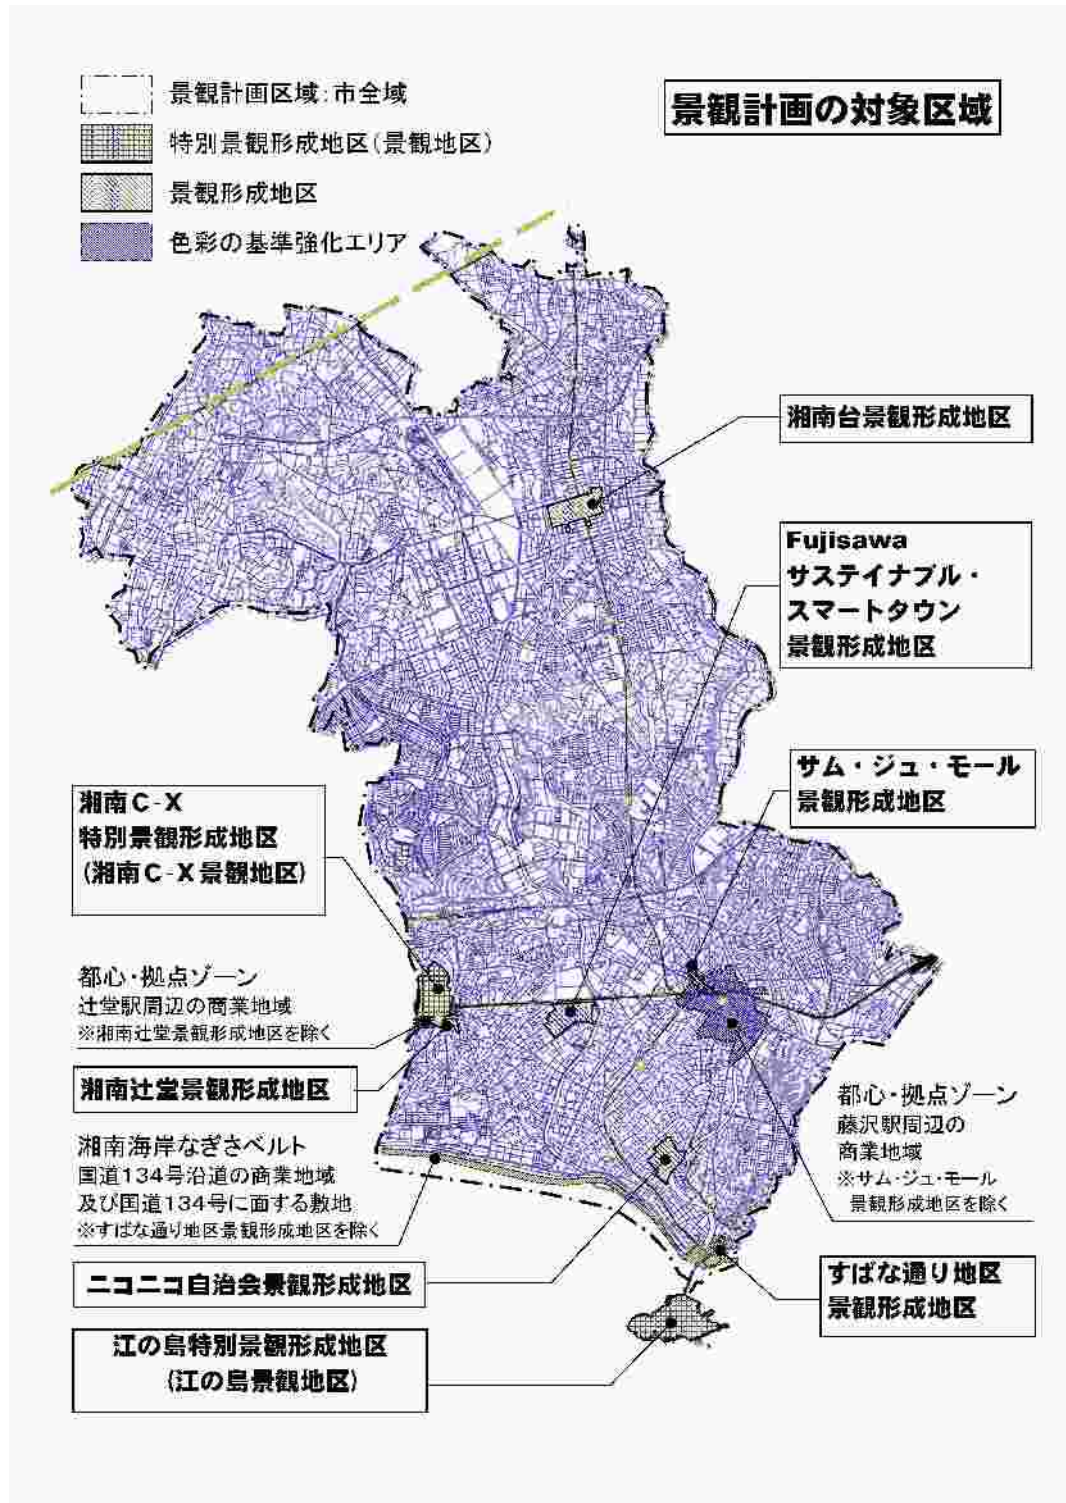 景観計画の対象区域
景観計画区域:市全域
特別景観形成地区(景観地区)
景観形成地区
色彩の基準強化エリア
湘南台景観形成地区
Fujisawa
サステイナブル・
スマートタウン
景観形成地区
サム・ジュ・モール
景観形成地区
湘南C-X
特別景観形成地区
(湘南C-X景観地区)
都心・拠点ゾーン
辻堂駅周辺の商業地域
※湘南辻堂景観形成地区を除く
湘南辻堂景観形成地区
湘南海岸なぎさベルト
国道134号沿道の商業地域
及び国道134号に面する敷地
※すばな通り地区景観形成地区を除く
都心・拠点ゾーン
藤沢駅周辺の
商業地域
※サム・ジュ・モール
景観形成地区を除く
ニコニコ自治会景観形成地区
すばな通り地区
景観形成地区
江の島特別景観形成地区
(江の島景観地区)